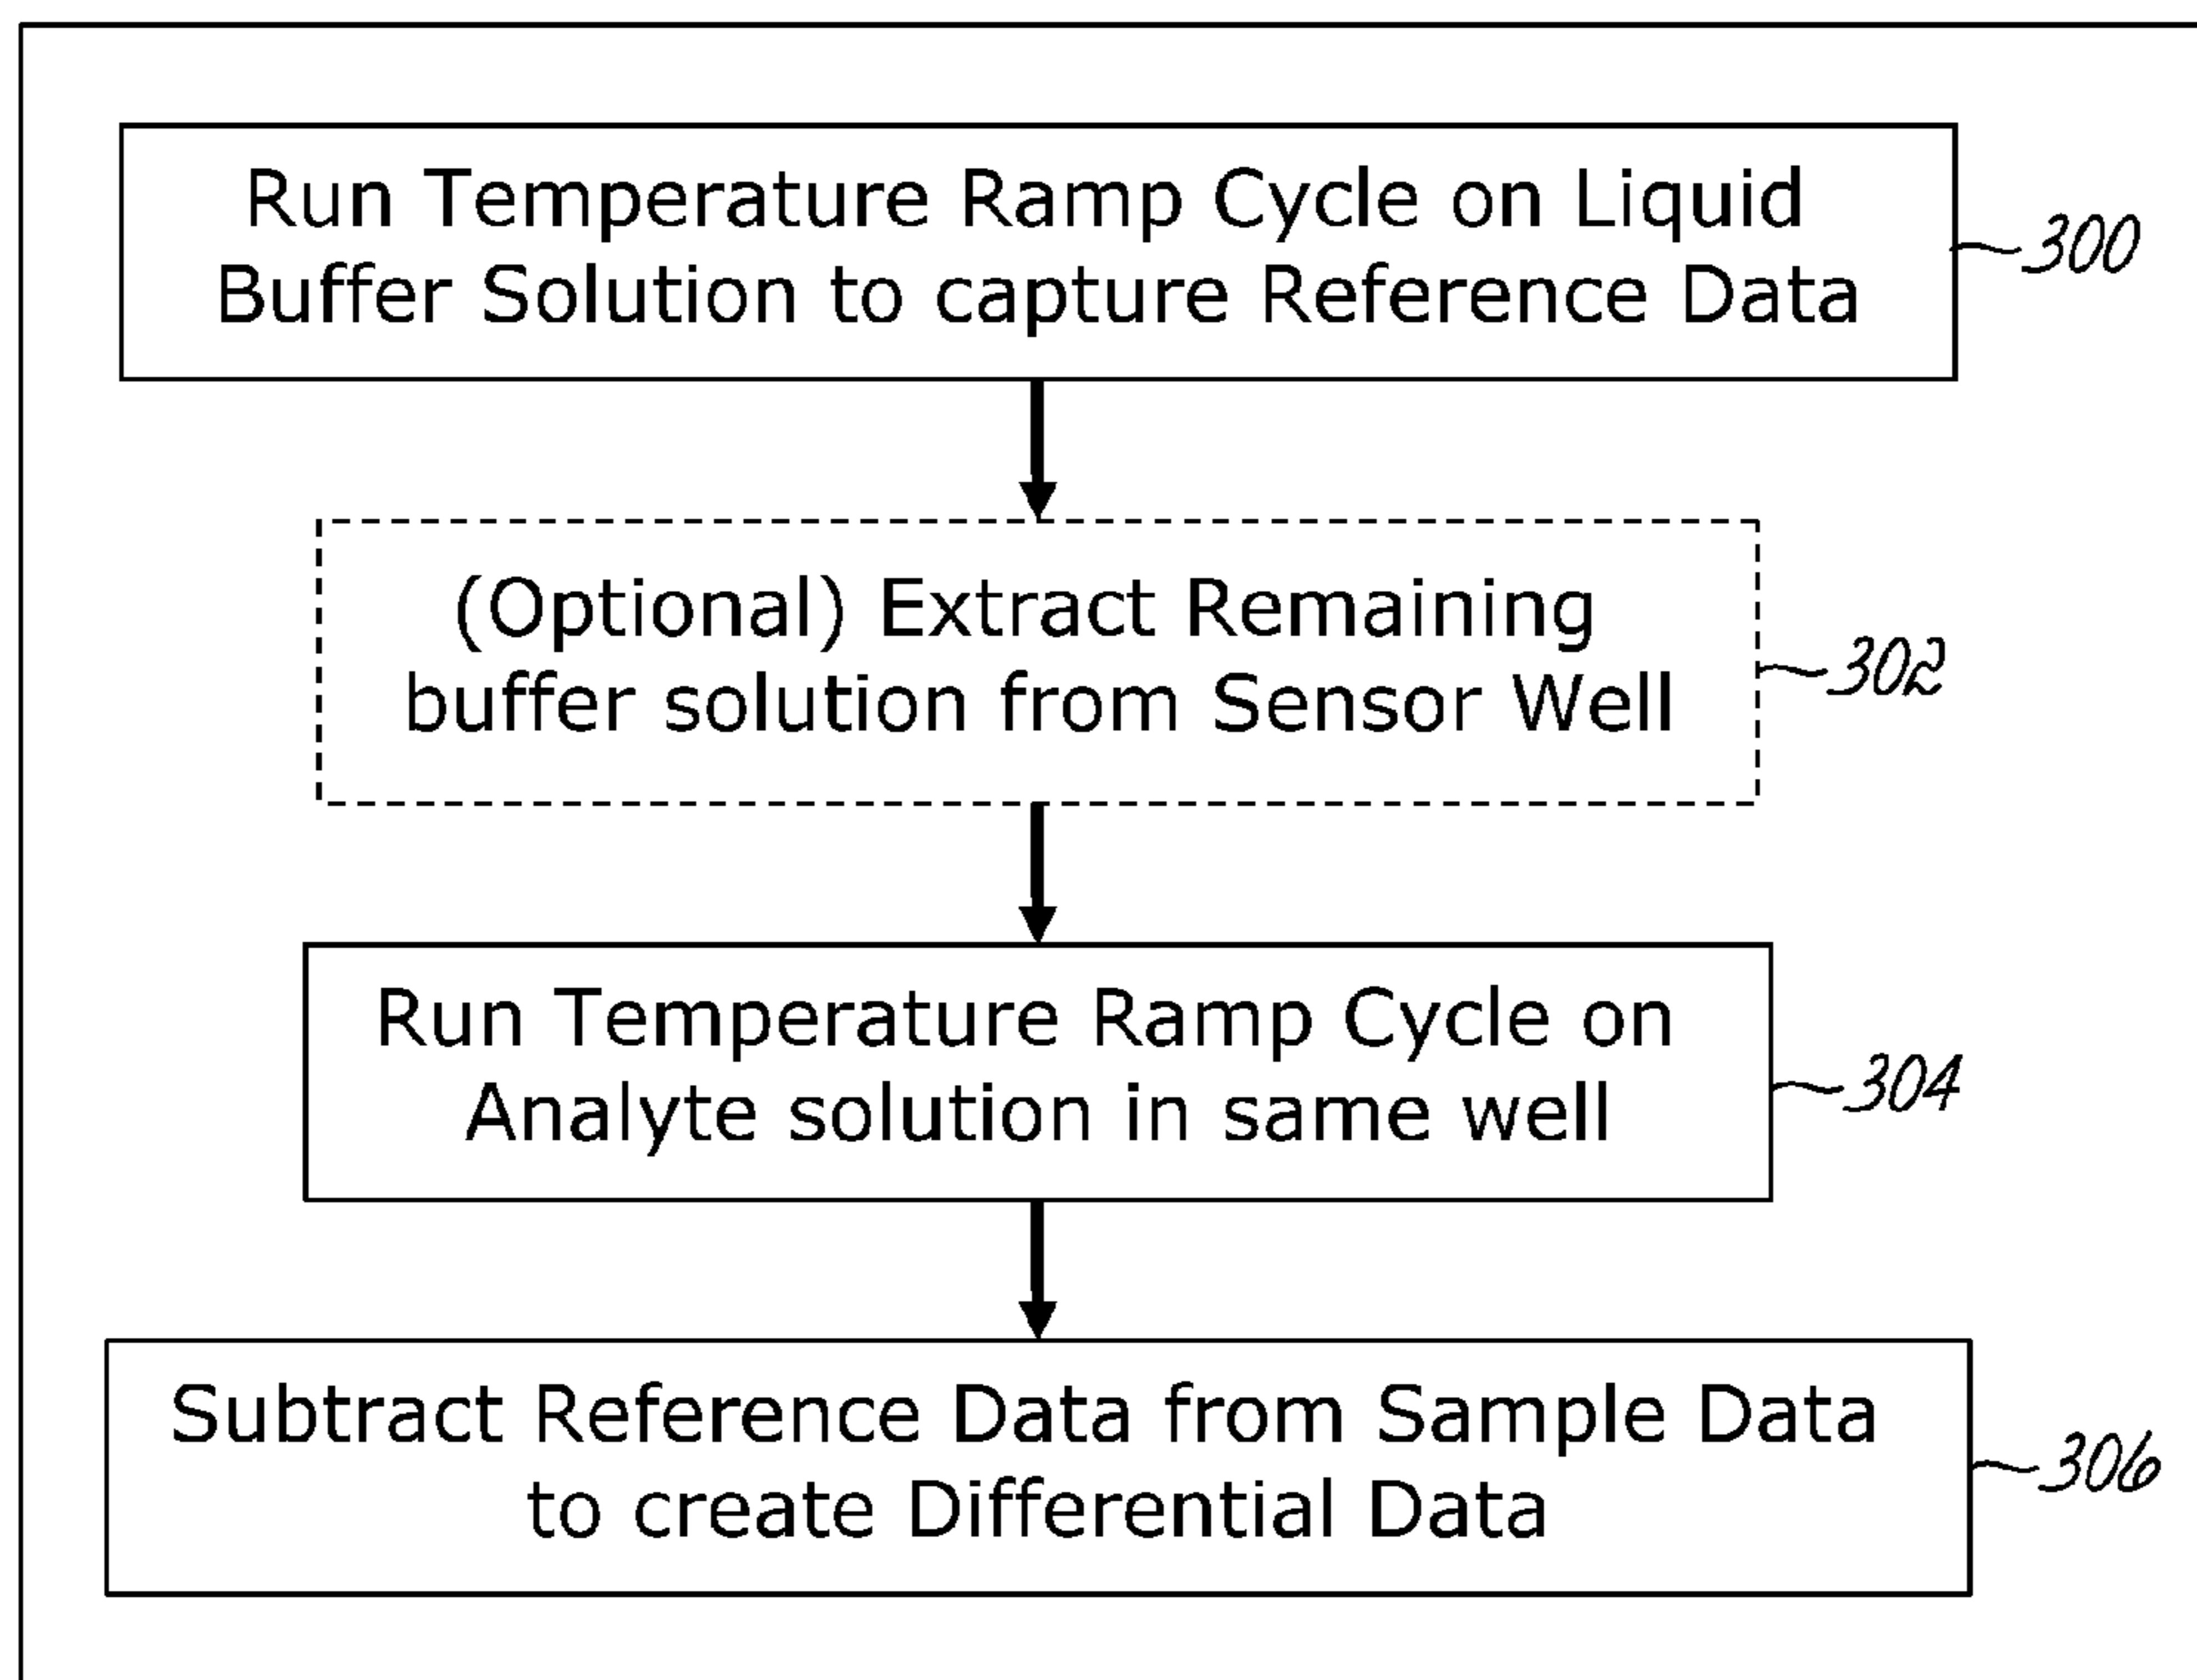 Run Temperature Ramp Cycle on Liquid
Buffer Solution to capture Reference Data
300
(Optional) Extract Remaining
buffer solution from Sensor Well
302
Run Temperature Ramp Cycle on
Analyte solution in same well
304
Subtract Reference Data from Sample Data
to create Differential Data
306